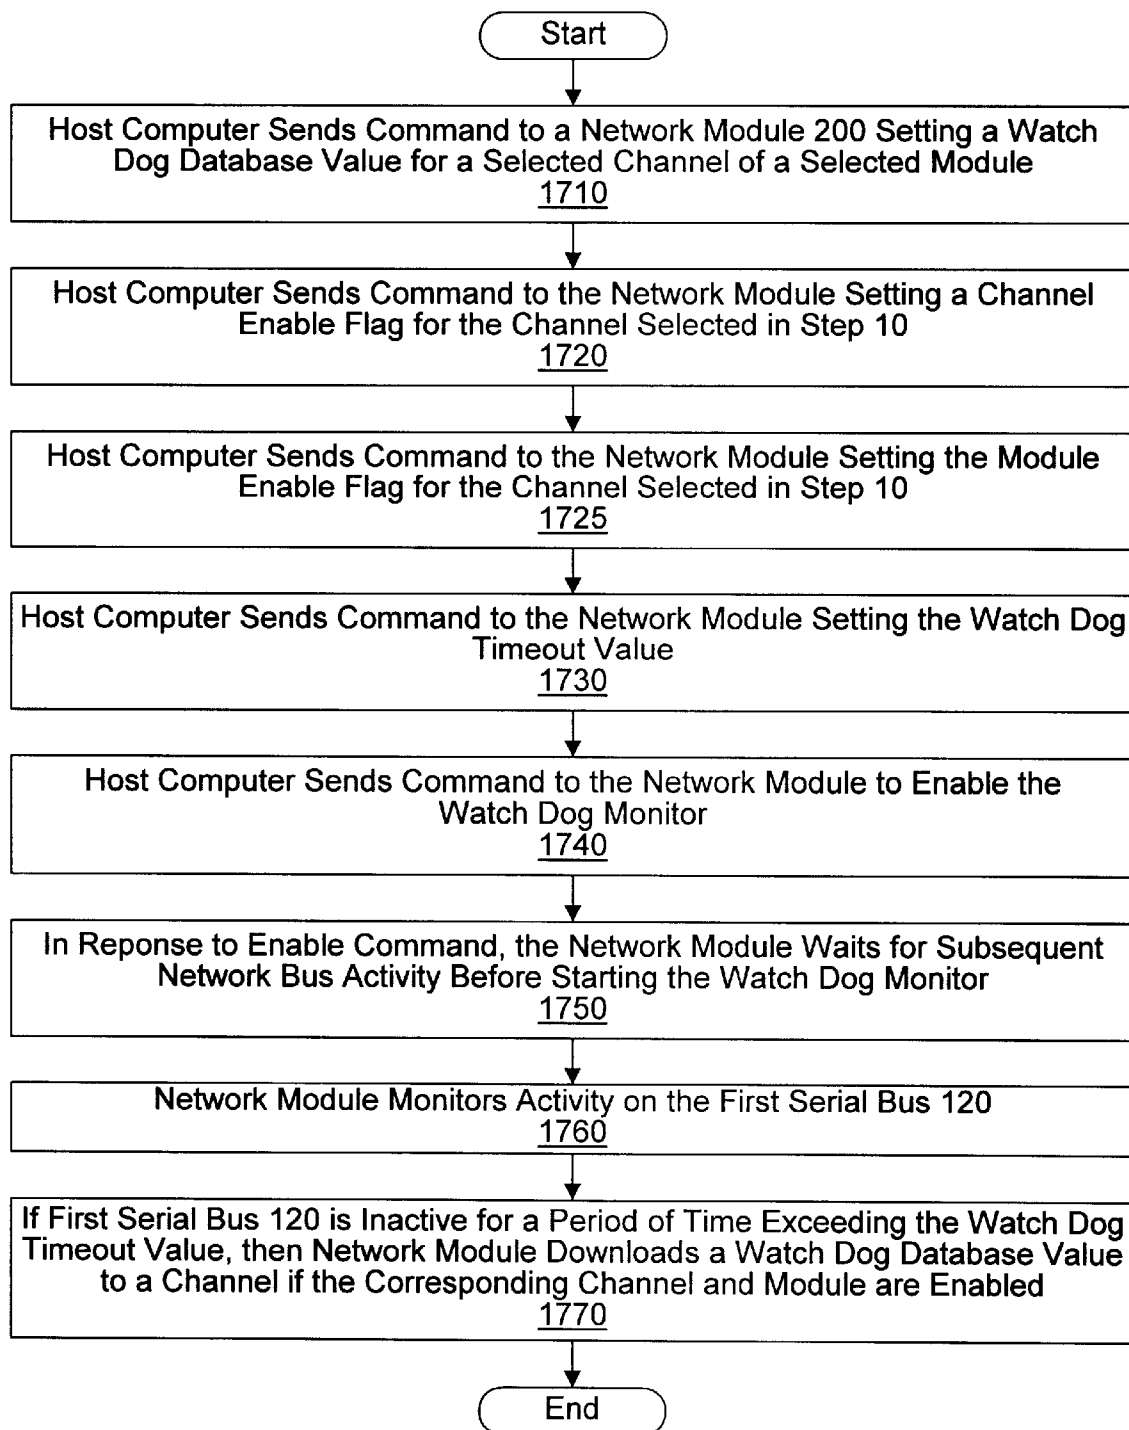 Start
Host Computer Sends Command to a Network Module 200 Setting a Watch
Dog Database Value for a Selected Channel of a Selected Module
1710
Host Computer Sends Command to the Network Module Setting a Channel
Enable Flag for the Channel Selected in Step 10
1720
Host Computer Sends Command to the Network Module Setting the Module
Enable Flag for the Channel Selected in Step 10
1725
Host Computer Sends Command to the Network Module Setting the Watch Dog
Timeout Value
1730
Host Computer Sends Command to the Network Module to Enable the
Watch Dog Monitor
1740
In Reponse to Enable Command, the Network Module Waits for Subsequent
Network Bus Activity Before Starting the Watch Dog Monitor
1750
Network Module Monitors Activity on the First Serial Bus 120
1760
If First Serial Bus 120 is Inactive for a Period of Time Exceeding the Watch Dog
Timeout Value, then Network Module Downloads a Watch Dog Database Value
to a Channel if the Corresponding Channel and Module are Enabled
1770
End